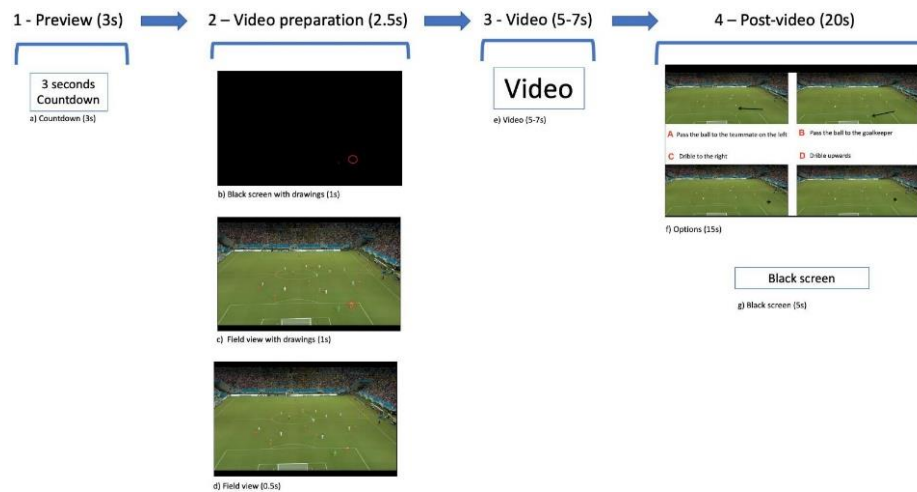 1 - Preview (3s)
2 – Video preparation (2.5s)
3 - Video (5-7s)
4 – Post-video (20s)
3 seconds
Countdown
a) Countdown (3s)
b) Black screen with drawings (1s)
c) Field view with drawings (1s)
d) Field view (0.5s)
Video
e) Video (5-7s)
A Pass the ball to the teammate on the left
B Pass the ball to the goalkeeper
C Drible to the right
D Drible upwards
f) Options (15s)
Black screen
g) Black screen (5s)